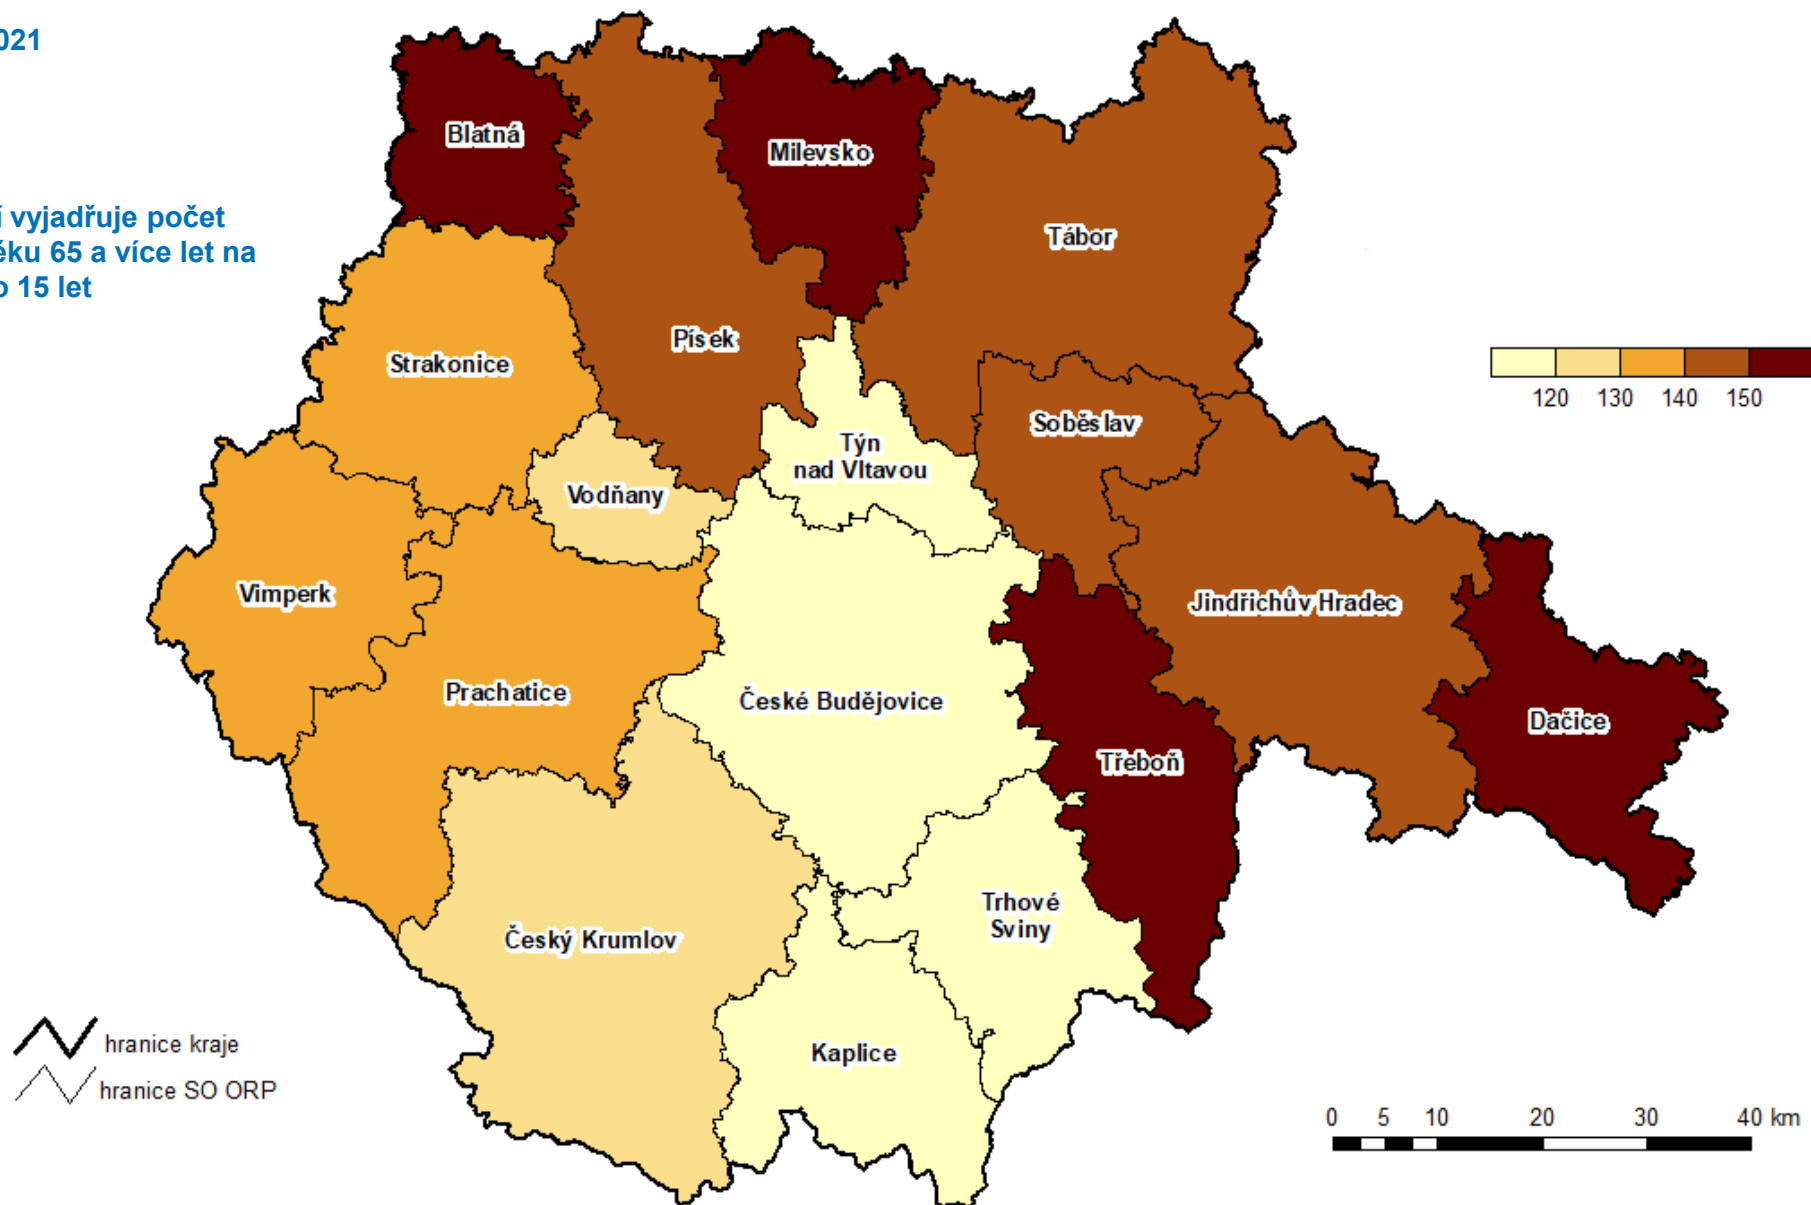 021
í vyjadřuje počet
ěku 65 a více let na
o 15 let
Blatná
Milevsko
Tábor
Písek
Strakonice
120 130 140 150
Soběslav
Týn
nad Vltavou
Vodňany
Vimperk
Jindřichův Hradec
Prachatice
České Budějovice
Dačice
Třeboň
Trhové
Sviny
Český Krumlov
Kaplice
hranice kraje
hranice SO ORP
0 5 10 20 30 40 km